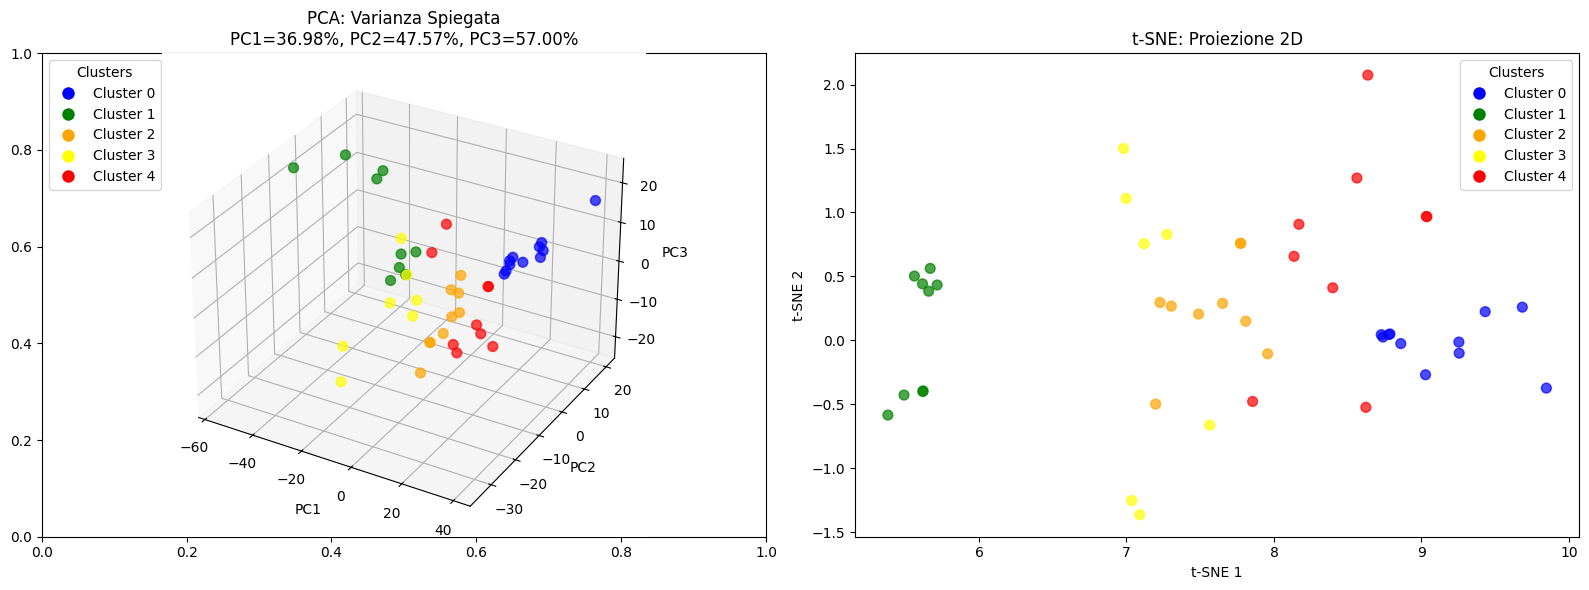 PCA: Varianza Spiegata
PC1=36.98%, PC2=47.57%, PC3=57.00%
1.0
0.8
0.6
0.4
0.2
0.0
0.0
0.2
0.4
0.6
0.8
1.0
Clusters
Cluster 0
Cluster 1
Cluster 2
Cluster 3
Cluster 4
−60
−40
−20
0
20
40
PC1
−30
−20
−10
0
10
20
PC2
20
10
0
−10
−20
PC3
t-SNE: Proiezione 2D
2.0
1.5
1.0
0.5
0.0
−0.5
−1.0
−1.5
t-SNE 2
6
7
8
9
10
t-SNE 1
Clusters
Cluster 0
Cluster 1
Cluster 2
Cluster 3
Cluster 4